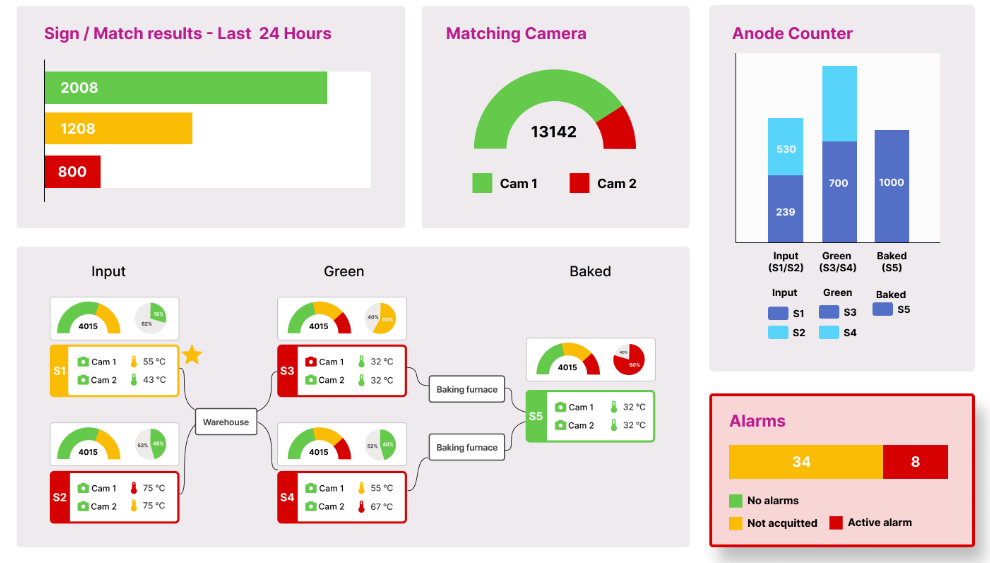 Sign / Match results - Last 24 Hours
2008
1208
800
Matching Camera
13142
Cam 1
Cam 2
Anode Counter
530
239
700
1000
Input (S1/S2)
Green (S3/S4)
Baked (S5)
Input
Green
Baked
S1
S3
S5
S2
S4
Input
Green
Baked
4015
62%
S1
Cam 1
55 °C
Cam 2
43 °C
4015
40%
60%
S3
Cam 1
32 °C
Cam 2
32 °C
4015
S5
Cam 1
32 °C
Cam 2
32 °C
Warehouse
Baking furnace
Baking furnace
4015
52%
48%
S2
Cam 1
75 °C
Cam 2
75 °C
4015
52%
48%
S4
Cam 1
55 °C
Cam 2
67 °C
Alarms
34
8
No alarms
Not acquitted
Active alarm